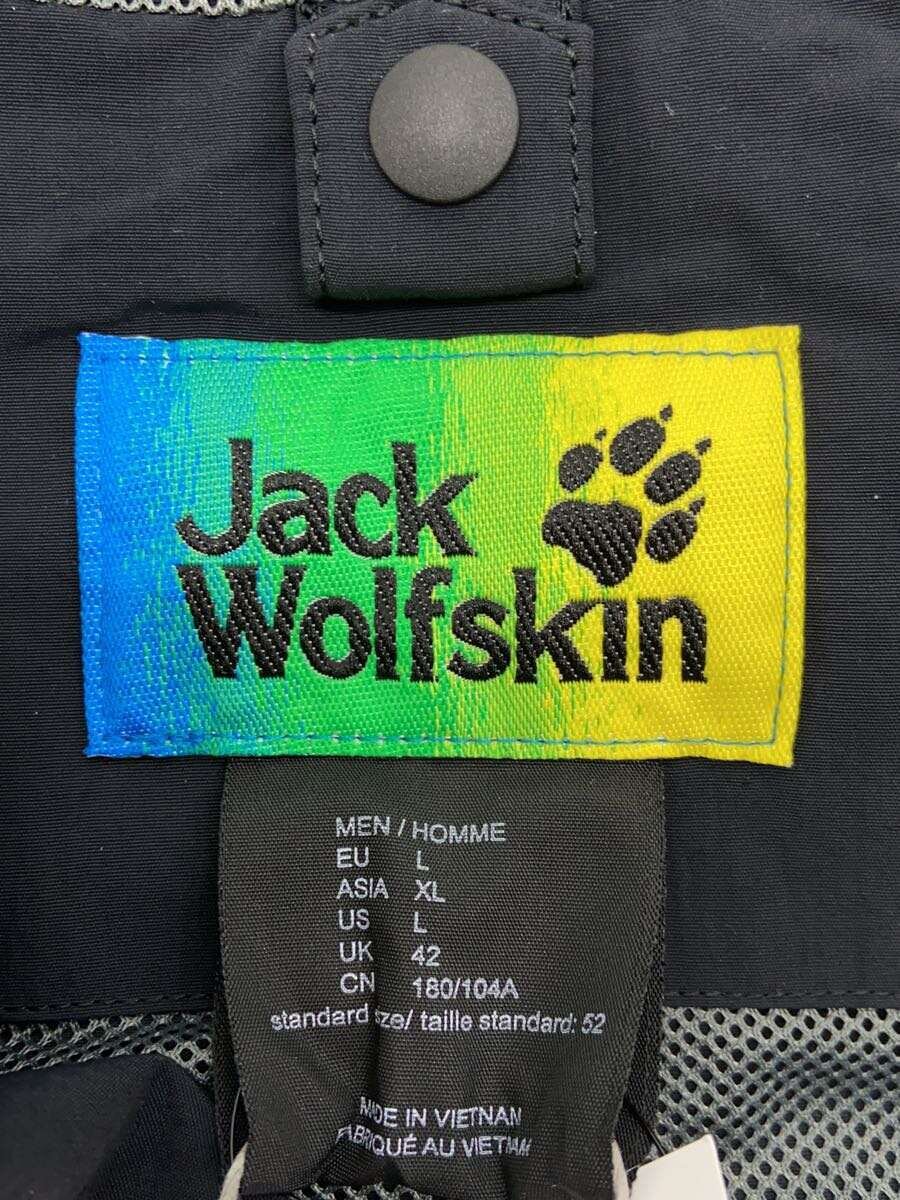 Jack
Wolfskin
MEN / HOMME
EU L
ASIA XL
US L
UK 42
CN 180/104A
standard size/ taille standard: 52
MADE IN VIETNAN
FABRIQUÉ AU VIETNAM